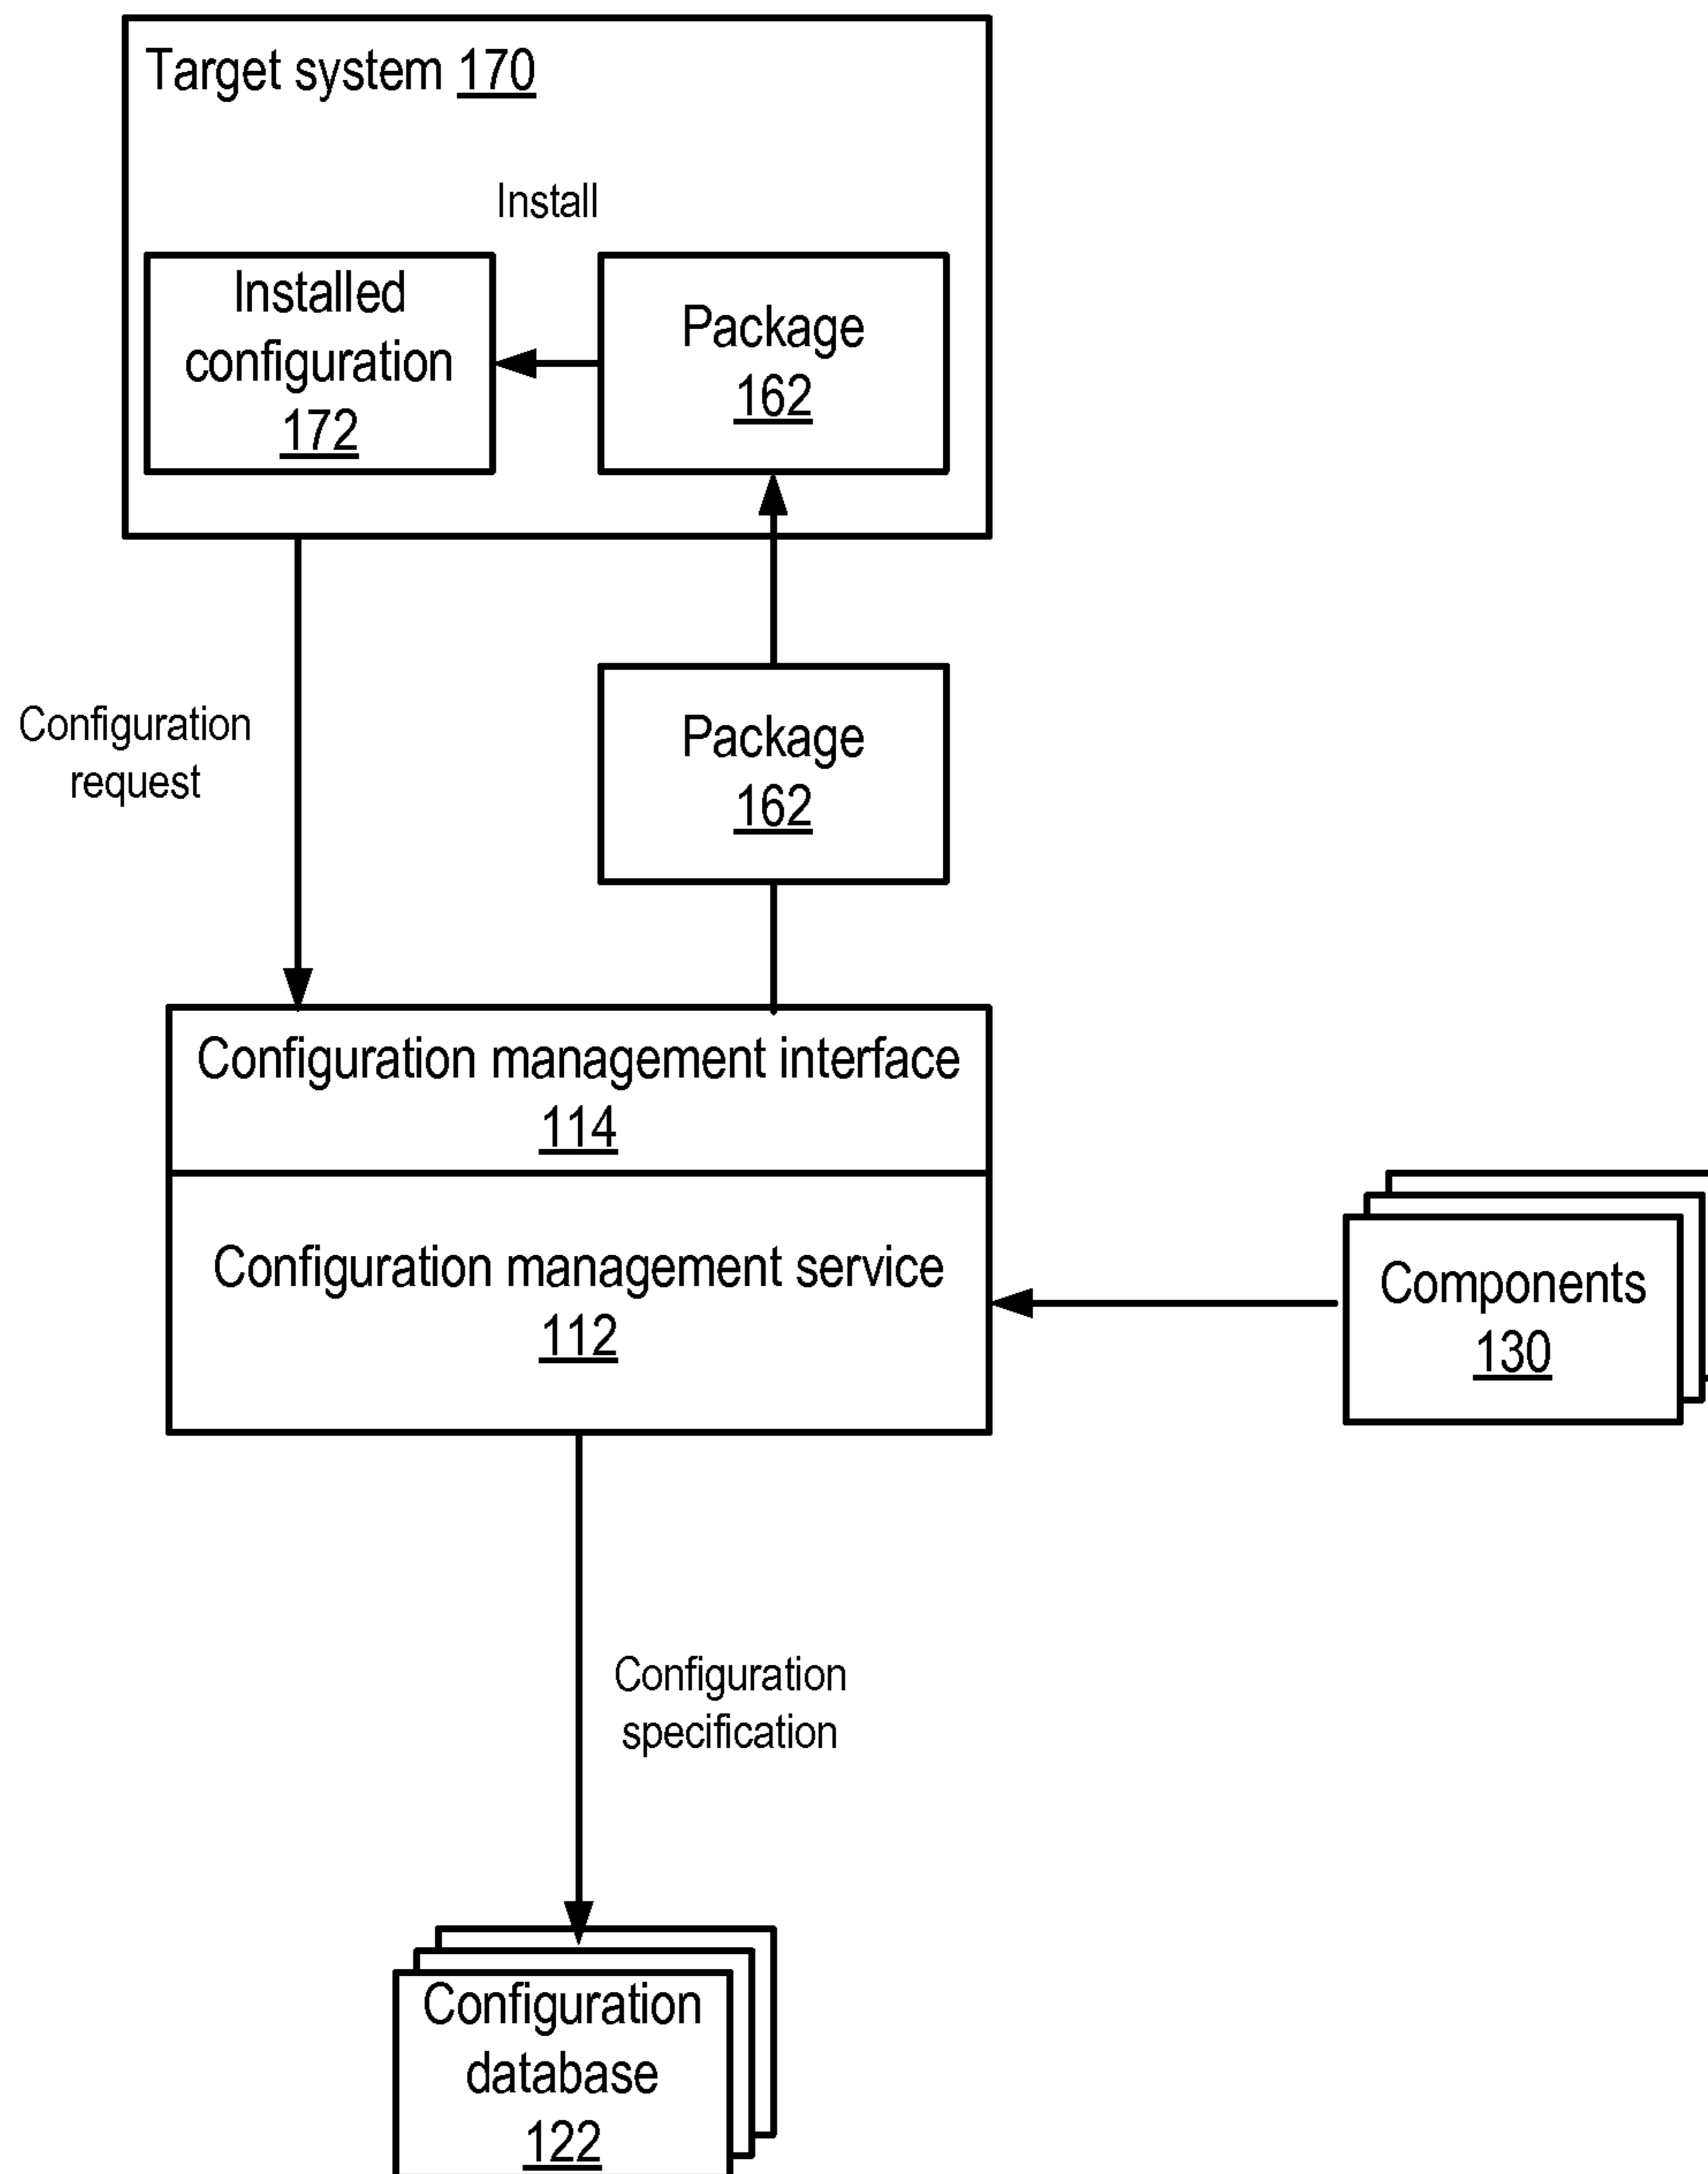 Target system 170
Install
Installed
configuration
172
Package
162
Configuration
request
Package
162
Configuration management interface
114
Configuration management service
112
Components
130
Configuration
specification
Configuration
database
122